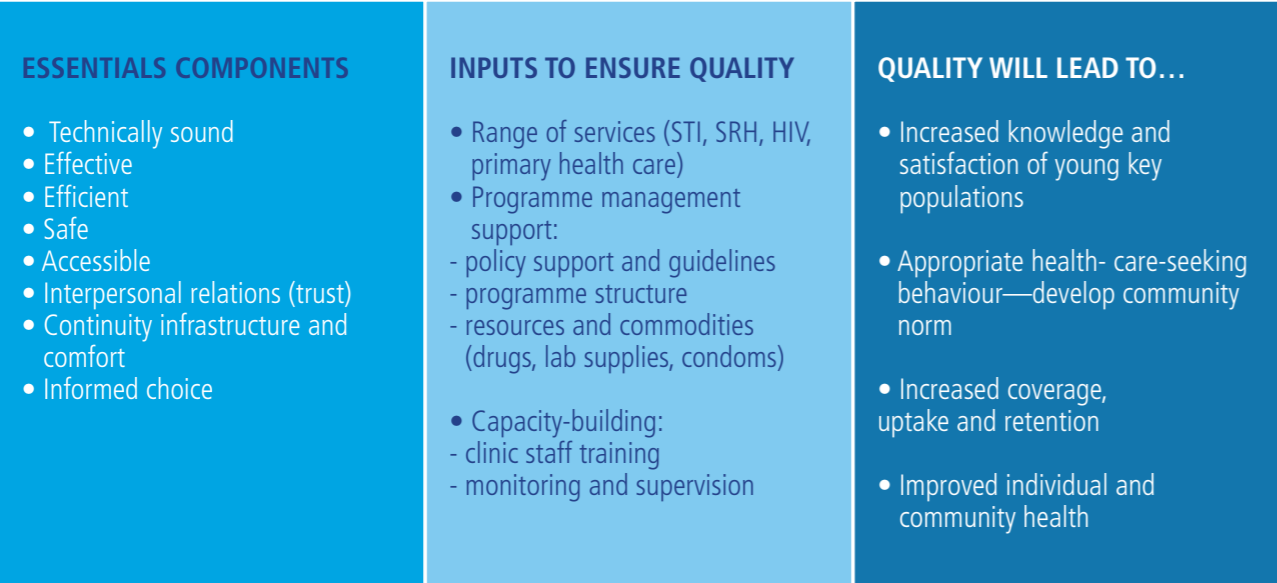 ESSENTIALS COMPONENTS
• Technically sound
• Effective
• Efficient
• Safe
• Accessible
• Interpersonal relations (trust)
• Continuity infrastructure and
comfort
• Informed choice
INPUTS TO ENSURE QUALITY
• Range of services (STI, SRH, HIV,
primary health care)
• Programme management
support:
- policy support and guidelines
- programme structure
- resources and commodities
(drugs, lab supplies, condoms)
• Capacity-building:
- clinic staff training
- monitoring and supervision
QUALITY WILL LEAD TO...
• Increased knowledge and
satisfaction of young key
populations
• Appropriate health- care-seeking
behaviour—develop community
norm
• Increased coverage,
uptake and retention
• Improved individual and
community health